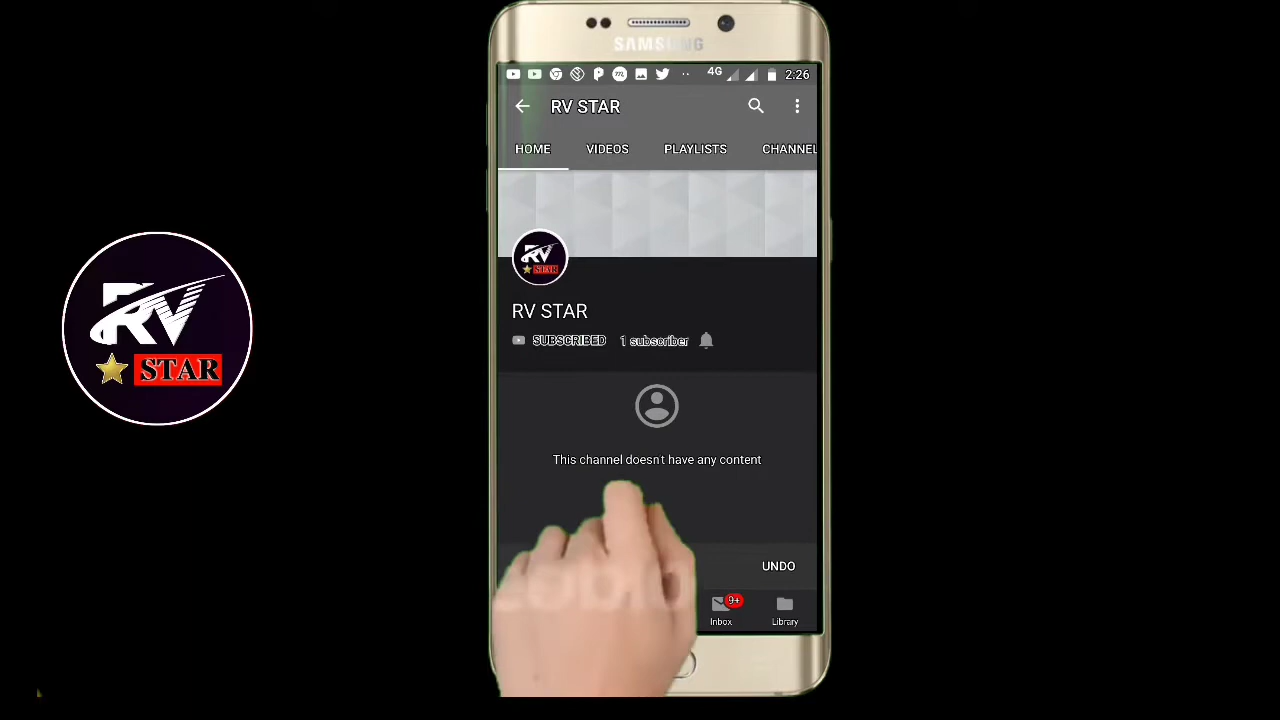 SAMSUNG
4G 2:26
RV STAR
HOME VIDEOS PLAYLISTS CHANNEL
RV
STAR
RV STAR
SUBSCRIBED 1 subscriber
This channel doesn't have any content
UNDO
9+
Inbox Library
RV
STAR